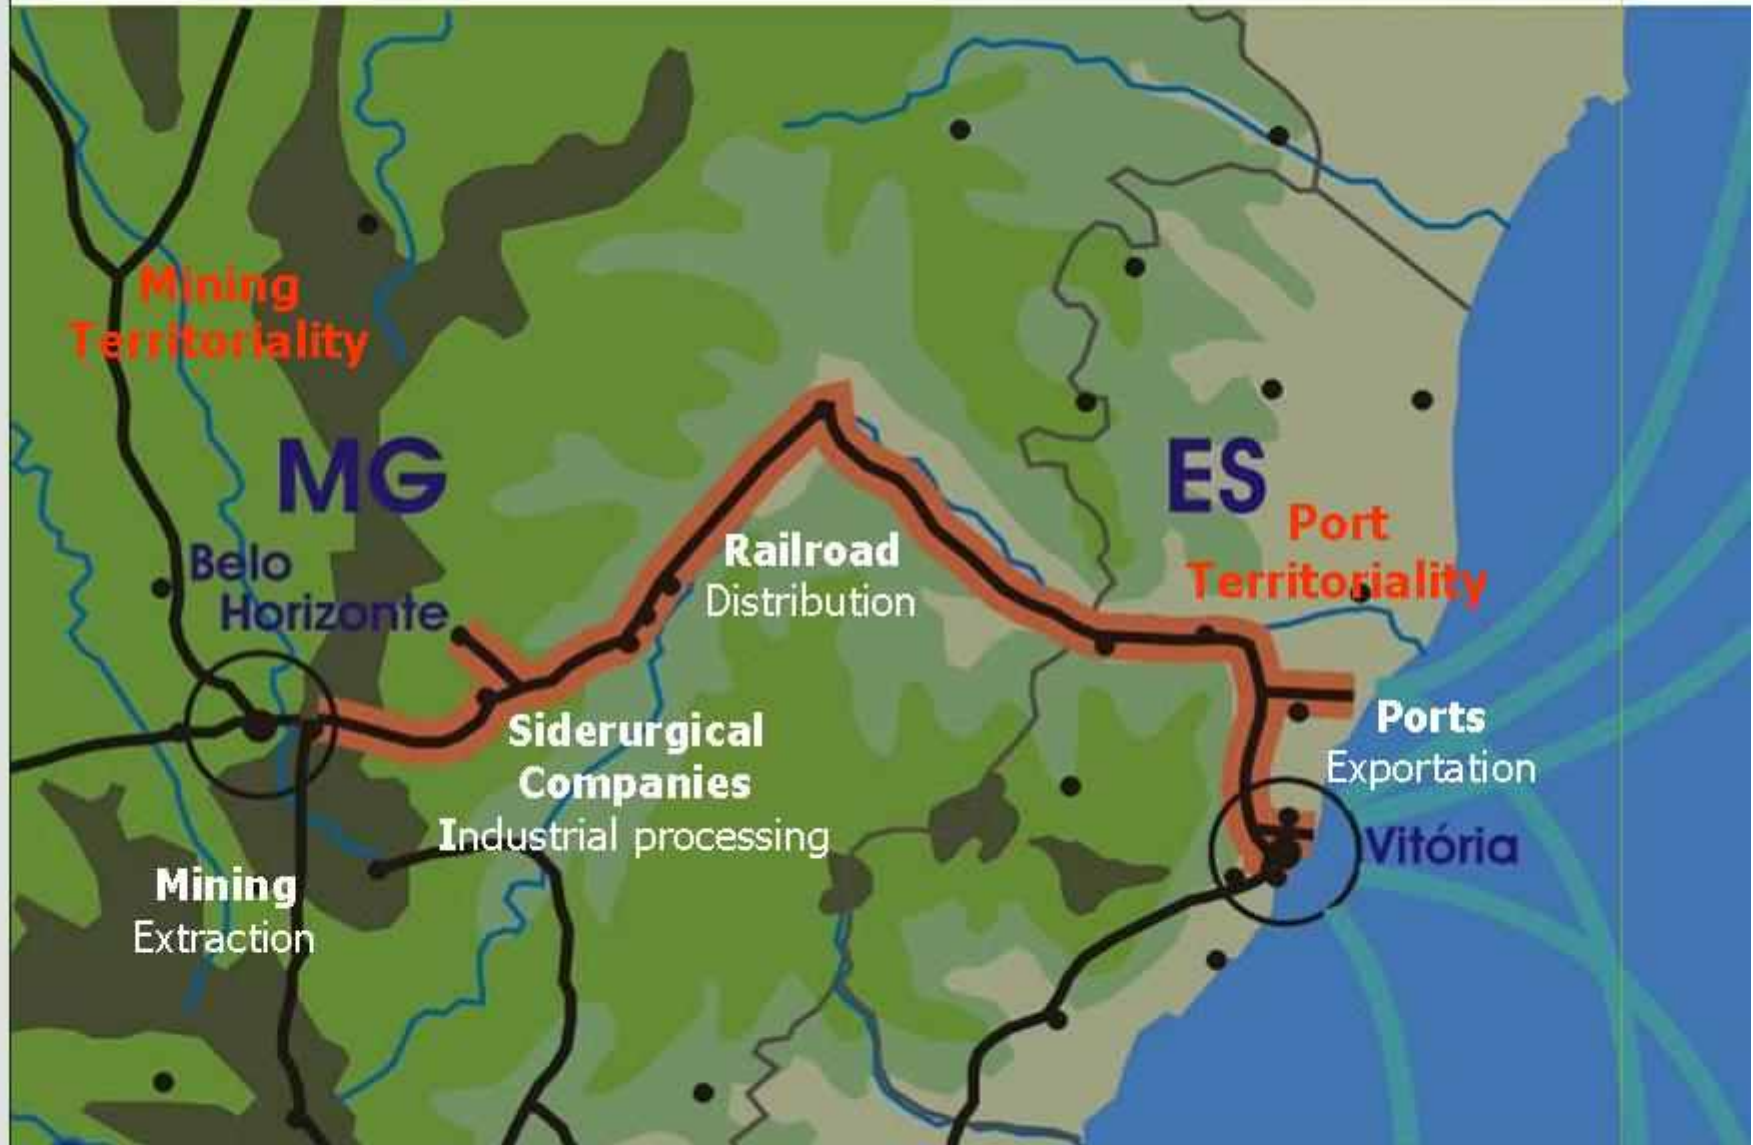 Mining
Territoriality
MG
ES
Port
Territoriality
Belo
Horizonte
Railroad
Distribution
Siderurgical
Companies
Industrial processing
Ports
Exportation
Vitória
Mining
Extraction